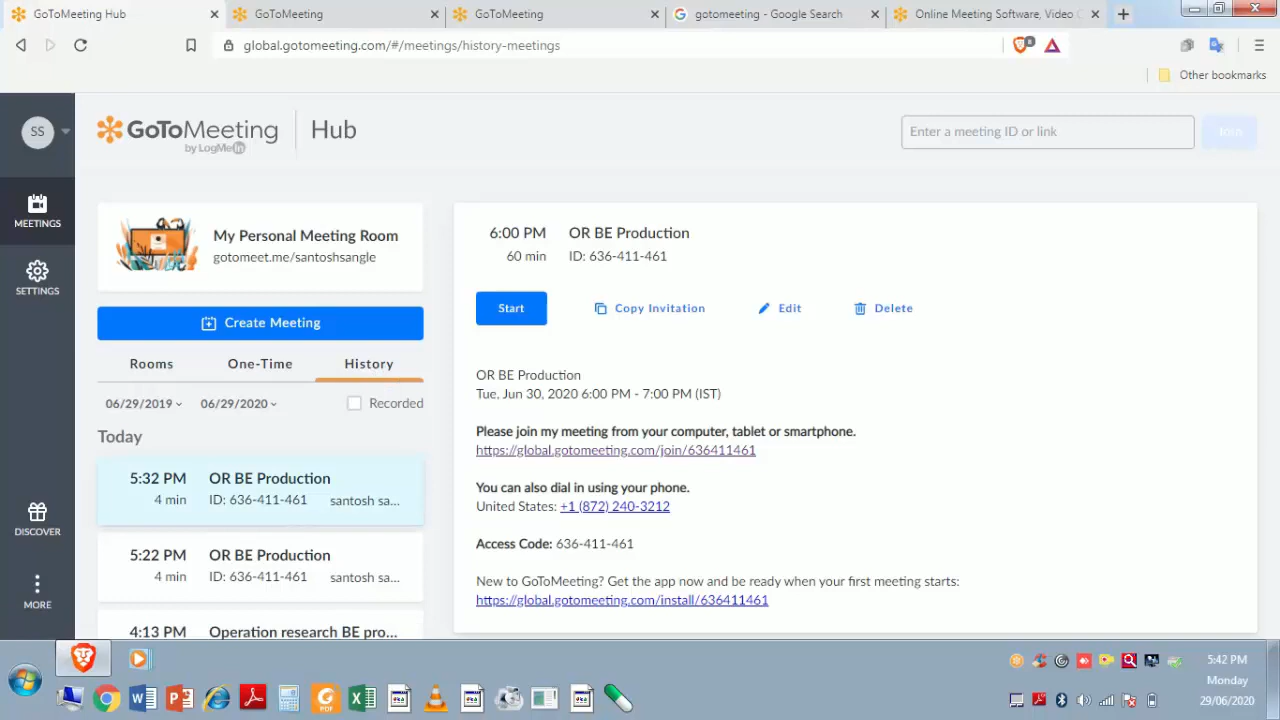 GoToMeeting Hub
GoToMeeting
GoToMeeting
gotomeeting - Google Search
Online Meeting Software, Video C
global.gotomeeting.com/#/meetings/history-meetings
Other bookmarks
SS
MEETINGS
SETTINGS
DISCOVER
MORE
GoToMeeting
by LogMeIn
Hub
Enter a meeting ID or link
Join
My Personal Meeting Room
gotomeet.me/santoshsangle
Create Meeting
Rooms One-Time History
06/29/2019 06/29/2020 Recorded
Today
5:32 PM OR BE Production
4 min ID: 636-411-461 santosh sa...
5:22 PM OR BE Production
4 min ID: 636-411-461 santosh sa...
4:13 PM Operation research BE pro...
6:00 PM OR BE Production
60 min ID: 636-411-461
Start Copy Invitation Edit Delete
OR BE Production
Tue, Jun 30, 2020 6:00 PM - 7:00 PM (IST)
Please join my meeting from your computer, tablet or smartphone.
https://global.gotomeeting.com/join/636411461
You can also dial in using your phone.
United States: +1 (872) 240-3212
Access Code: 636-411-461
New to GoToMeeting? Get the app now and be ready when your first meeting starts:
https://global.gotomeeting.com/install/636411461
5:42 PM
Monday
29/06/2020